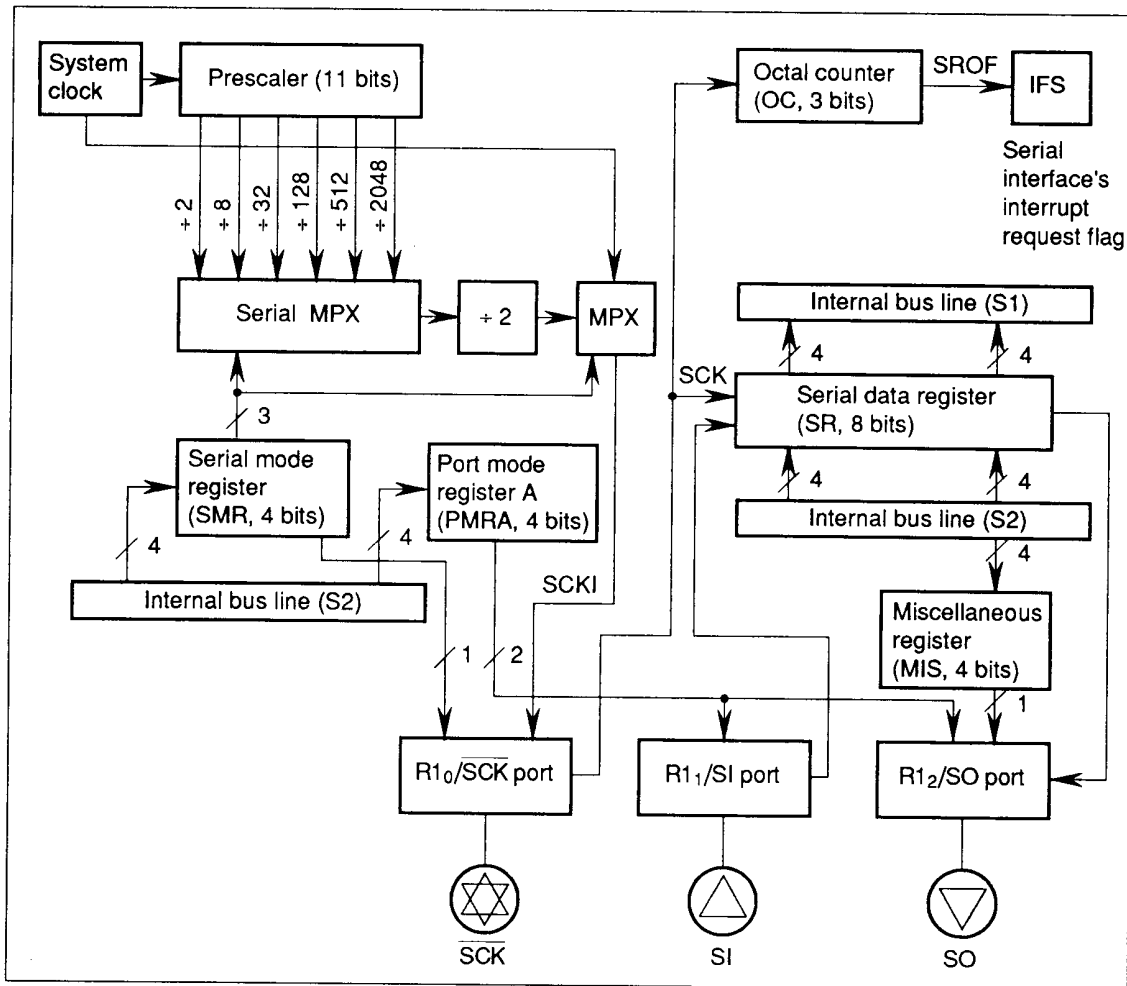 System
clock
Prescaler (11 bits)
Octal counter
(OC, 3 bits)
SROF
IFS
Serial
interface's
interrupt
request flag
÷ 2
÷ 8
÷ 32
÷ 128
÷ 512
÷ 2048
Serial MPX
÷ 2
MPX
Internal bus line (S1)
4
4
SCK
Serial data register
(SR, 8 bits)
4
4
Internal bus line (S2)
4
3
Serial mode
register
(SMR, 4 bits)
Port mode
register A
(PMRA, 4 bits)
4
4
Internal bus line (S2)
SCKI
Miscellaneous
register
(MIS, 4 bits)
1
2
1
R1₀/S̅C̅K̅ port
R1₁/SI port
R1₂/SO port
S̅C̅K̅
SI
SO